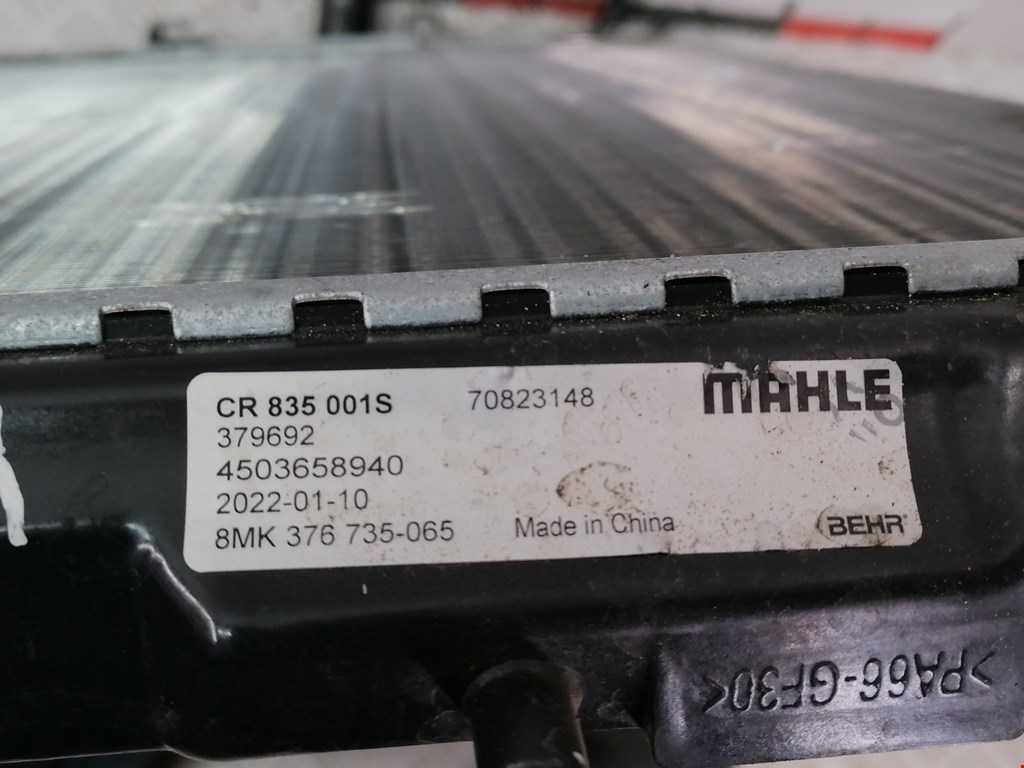 CR 835 001S 70823148 MAHLE
379692
4503658940
2022-01-10
8MK 376 735-065 Made in China BEHR
>PA66-GF30<